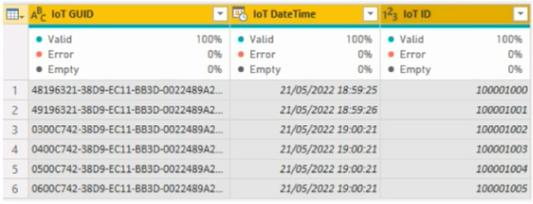 ABC IoT GUID IoT DateTime 123 IoT ID
Valid 100% Valid 100% Valid 100%
Error 0% Error 0% Error 0%
Empty 0% Empty 0% Empty 0%
1 48196321-38D9-EC11-BB3D-0022489A2... 21/05/2022 18:59:25 100001000
2 49196321-38D9-EC11-BB3D-0022489A2... 21/05/2022 18:59:26 100001001
3 0300C742-38D9-EC11-BB3D-0022489A2... 21/05/2022 19:00:21 100001002
4 0400C742-38D9-EC11-BB3D-0022489A2... 21/05/2022 19:00:21 100001003
5 0500C742-38D9-EC11-BB3D-0022489A2... 21/05/2022 19:00:21 100001004
6 0600C742-38D9-EC11-BB3D-0022489A2... 21/05/2022 19:00:21 100001005